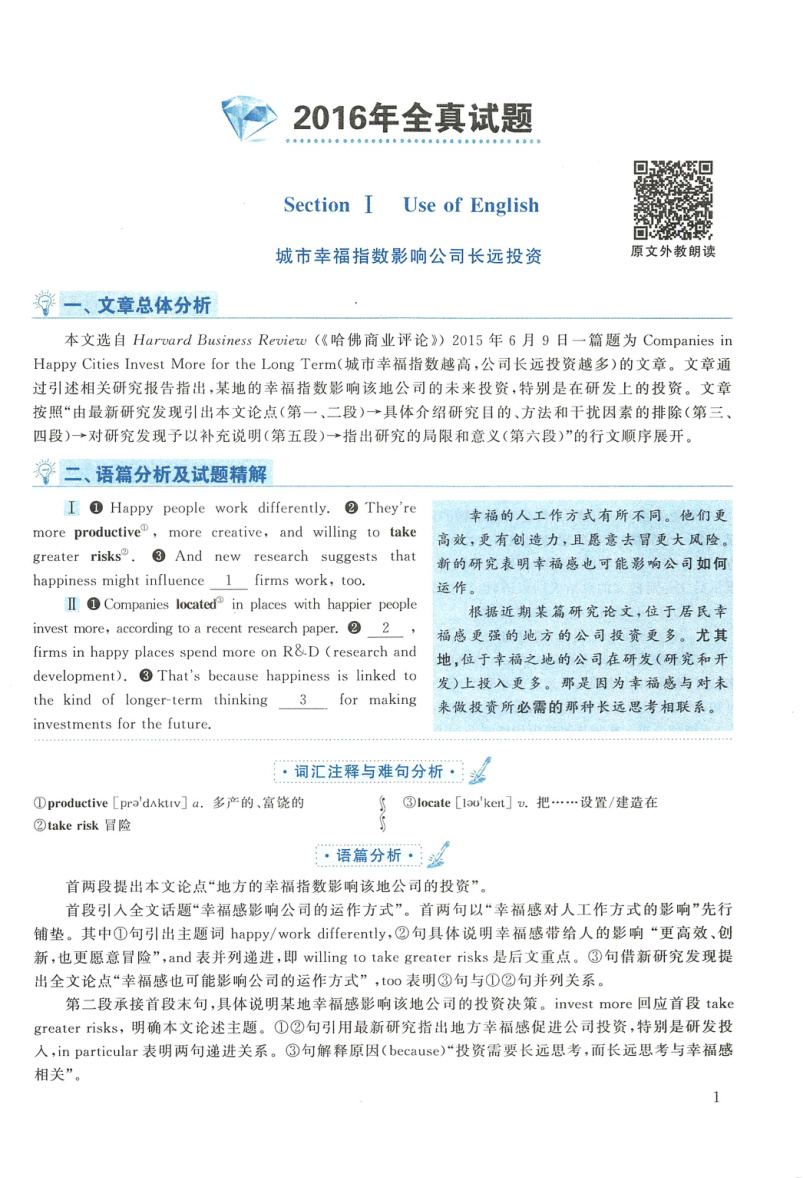 2016年全真试题
Section Ⅰ Use of English
原文外教朗读
城市幸福指数影响公司长远投资
一、文章总体分析
本文选自 Harvard Business Review (《哈佛商业评论》) 2015 年 6 月 9 日一篇题为 Companies in
Happy Cities Invest More for the Long Term(城市幸福指数越高,公司长远投资越多)的文章。文章通
过引述相关研究报告指出,某地的幸福指数影响该地公司的未来投资,特别是在研发上的投资。文章
按照“由最新研究发现引出本文论点(第一、二段)→具体介绍研究目的、方法和干扰因素的排除(第三、
四段)→对研究发现予以补充说明(第五段)→指出研究的局限和意义(第六段)”的行文顺序展开。
二、语篇分析及试题精解
Ⅰ ❶ Happy people work differently. ❷ They're
more productive①, more creative, and willing to take
greater risks②. ❸ And new research suggests that
happiness might influence 1 firms work, too.
Ⅱ ❶ Companies located③ in places with happier people
invest more, according to a recent research paper. ❷ 2 ,
firms in happy places spend more on R&D (research and
development). ❸ That's because happiness is linked to
the kind of longer-term thinking 3 for making
investments for the future.
幸福的人工作方式有所不同。他们更
高效,更有创造力,且愿意去冒更大风险。
新的研究表明幸福感也可能影响公司如何
运作。
根据近期某篇研究论文,位于居民幸
福感更强的地方的公司投资更多。尤其
地,位于幸福之地的公司在研发(研究和开
发)上投入更多。那是因为幸福感与对未
来做投资所必需的那种长远思考相联系。
·词汇注释与难句分析·
①productive [prəˈdʌktɪv] a. 多产的、富饶的
②take risk 冒险
③locate [ləʊˈkeɪt] v. 把……设置/建造在
·语篇分析·
首两段提出本文论点“地方的幸福指数影响该地公司的投资”。
首段引入全文话题“幸福感影响公司的运作方式”。首两句以“幸福感对人工作方式的影响”先行
铺垫。其中①句引出主题词 happy/work differently,②句具体说明幸福感带给人的影响 “更高效、创
新,也更愿意冒险”,and 表并列递进,即 willing to take greater risks 是后文重点。③句借新研究发现提
出全文论点“幸福感也可能影响公司的运作方式” ,too 表明③句与①②句并列关系。
第二段承接首段末句,具体说明某地幸福感影响该地公司的投资决策。invest more 回应首段 take
greater risks, 明确本文论述主题。①②句引用最新研究指出地方幸福感促进公司投资,特别是研发投
入,in particular 表明两句递进关系。③句解释原因(because)“投资需要长远思考,而长远思考与幸福感
相关”。
1